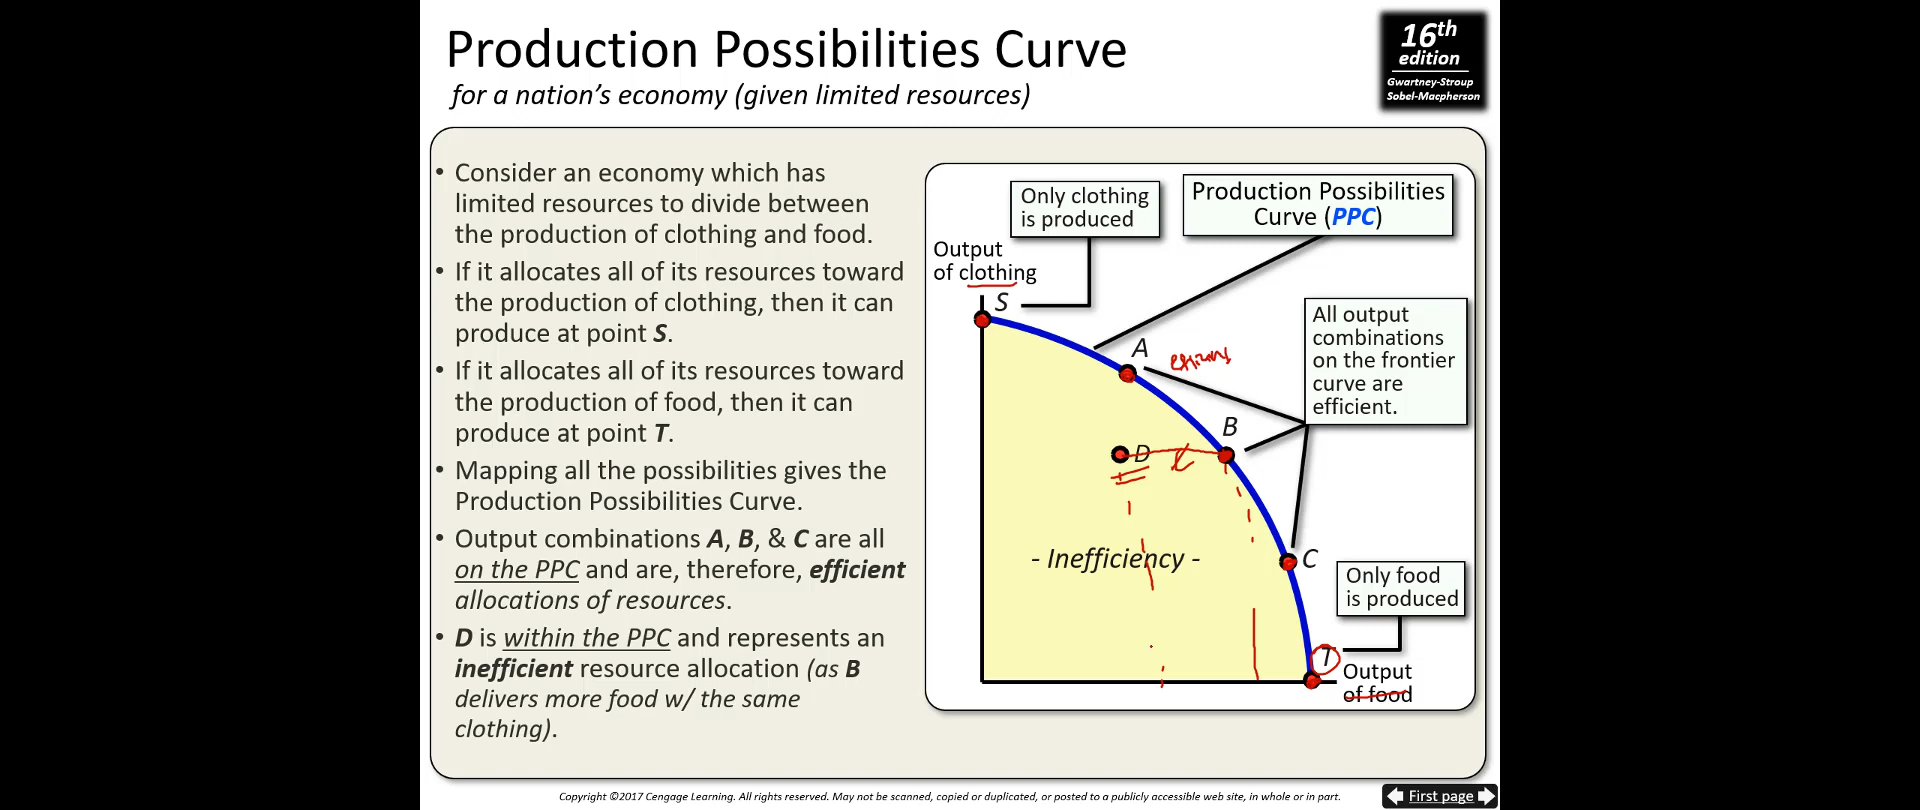 Production Possibilities Curve
for a nation's economy (given limited resources)
16th
edition
Gwartney-Stroup
Sobel-Macpherson
• Consider an economy which has
limited resources to divide between
the production of clothing and food.
• If it allocates all of its resources toward
the production of clothing, then it can
produce at point S.
• If it allocates all of its resources toward
the production of food, then it can
produce at point T.
• Mapping all the possibilities gives the
Production Possibilities Curve.
• Output combinations A, B, & C are all
on the PPC and are, therefore, efficient
allocations of resources.
• D is within the PPC and represents an
inefficient resource allocation (as B
delivers more food w/ the same
clothing).
Only clothing
is produced
Production Possibilities
Curve (PPC)
Output
of clothing
S
All output
combinations
on the frontier
curve are
efficient.
A
B
D
- Inefficiency -
C
Only food
is produced
T
Output
of food
Copyright ©2017 Cengage Learning. All rights reserved. May not be scanned, copied or duplicated, or posted to a publicly accessible web site, in whole or in part.
First page